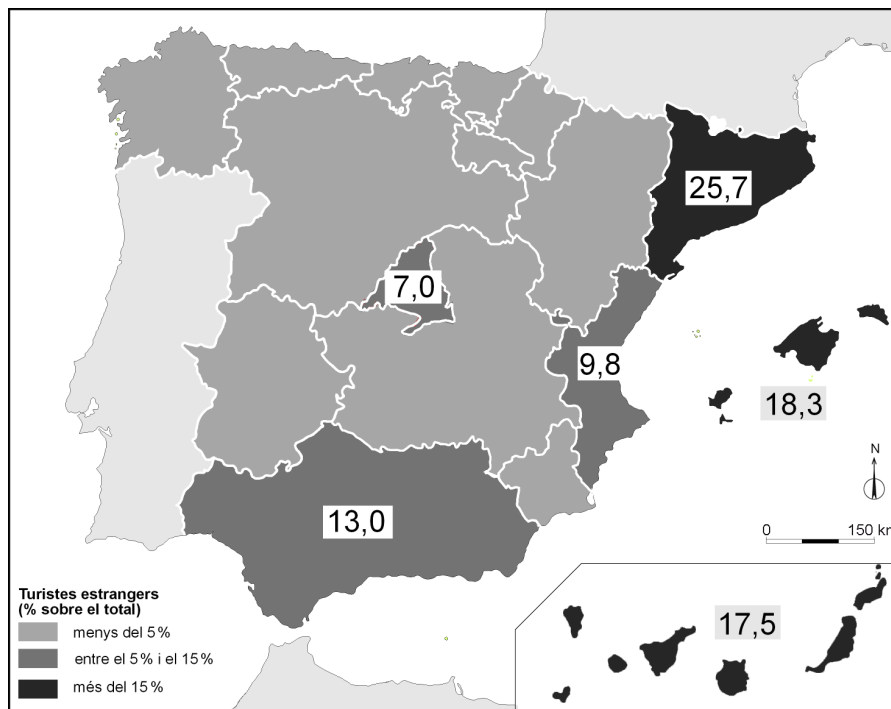 25,7
7,0
9,8
18,3
N
13,0
0 150 km
Turistes estrangers
(% sobre el total)
menys del 5 %
entre el 5 % i el 15 %
més del 15 %
17,5